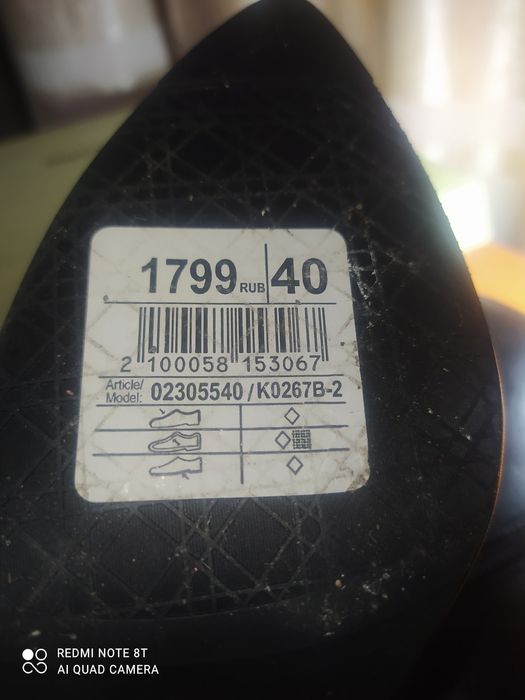 1799 RUB 40
2 100058 153067
Article/
Model: 02305540 / K0267B-2
REDMI NOTE 8T
AI QUAD CAMERA